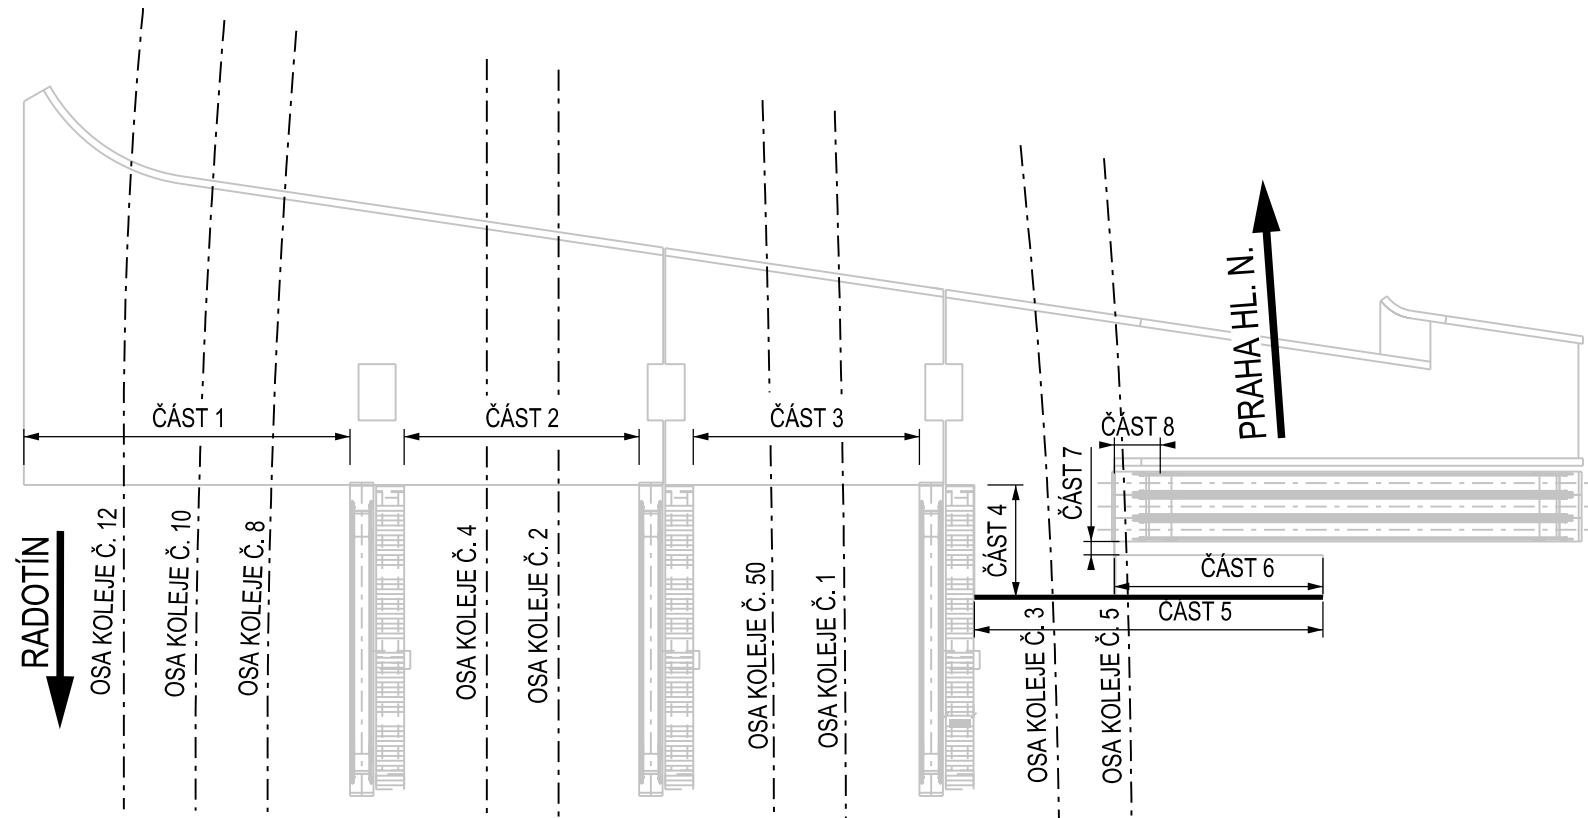 PRAHA HL. N.
ČÁST 1
ČÁST 2
ČÁST 3
ČÁST 8
ČÁST 7
ČÁST 4
ČÁST 6
ČÁST 5
RADOTÍN
OSA KOLEJE Č. 12
OSA KOLEJE Č. 10
OSA KOLEJE Č. 8
OSA KOLEJE Č. 4
OSA KOLEJE Č. 2
OSA KOLEJE Č. 50
OSA KOLEJE Č. 1
OSA KOLEJE Č. 3
OSA KOLEJE Č. 5